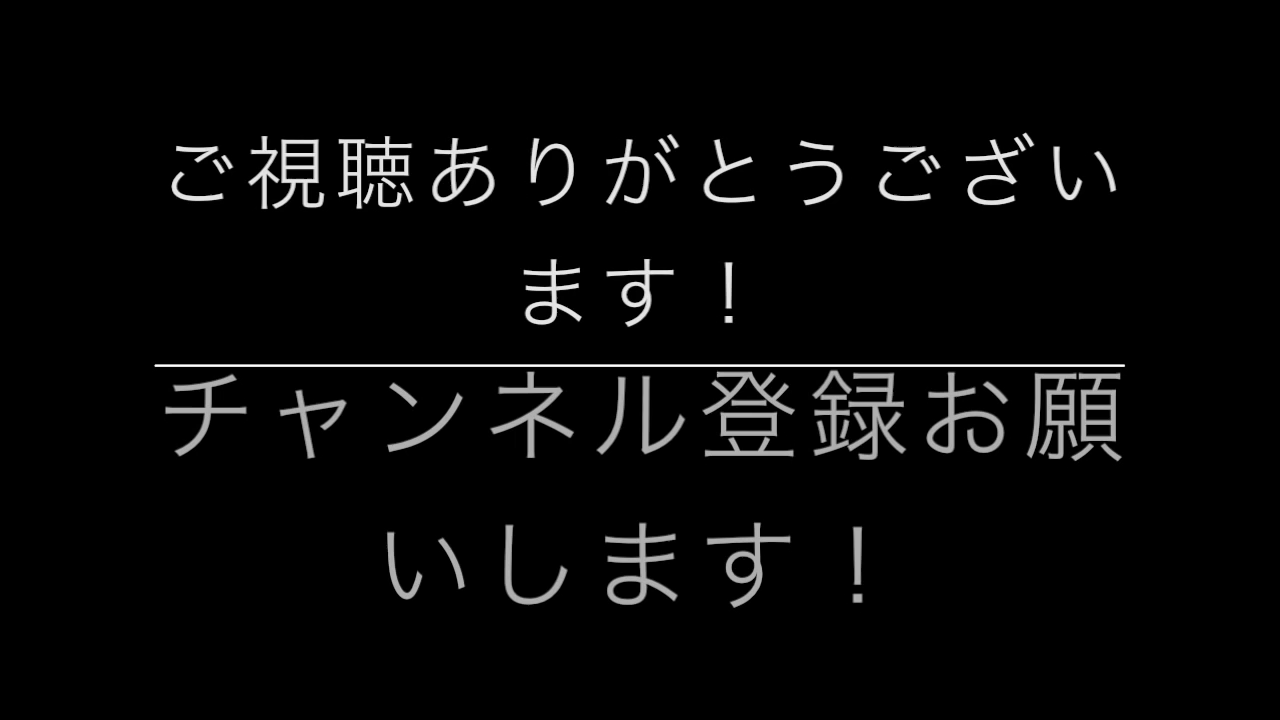 ご視聴ありがとうござい
ます！
チャンネル登録お願
いします！